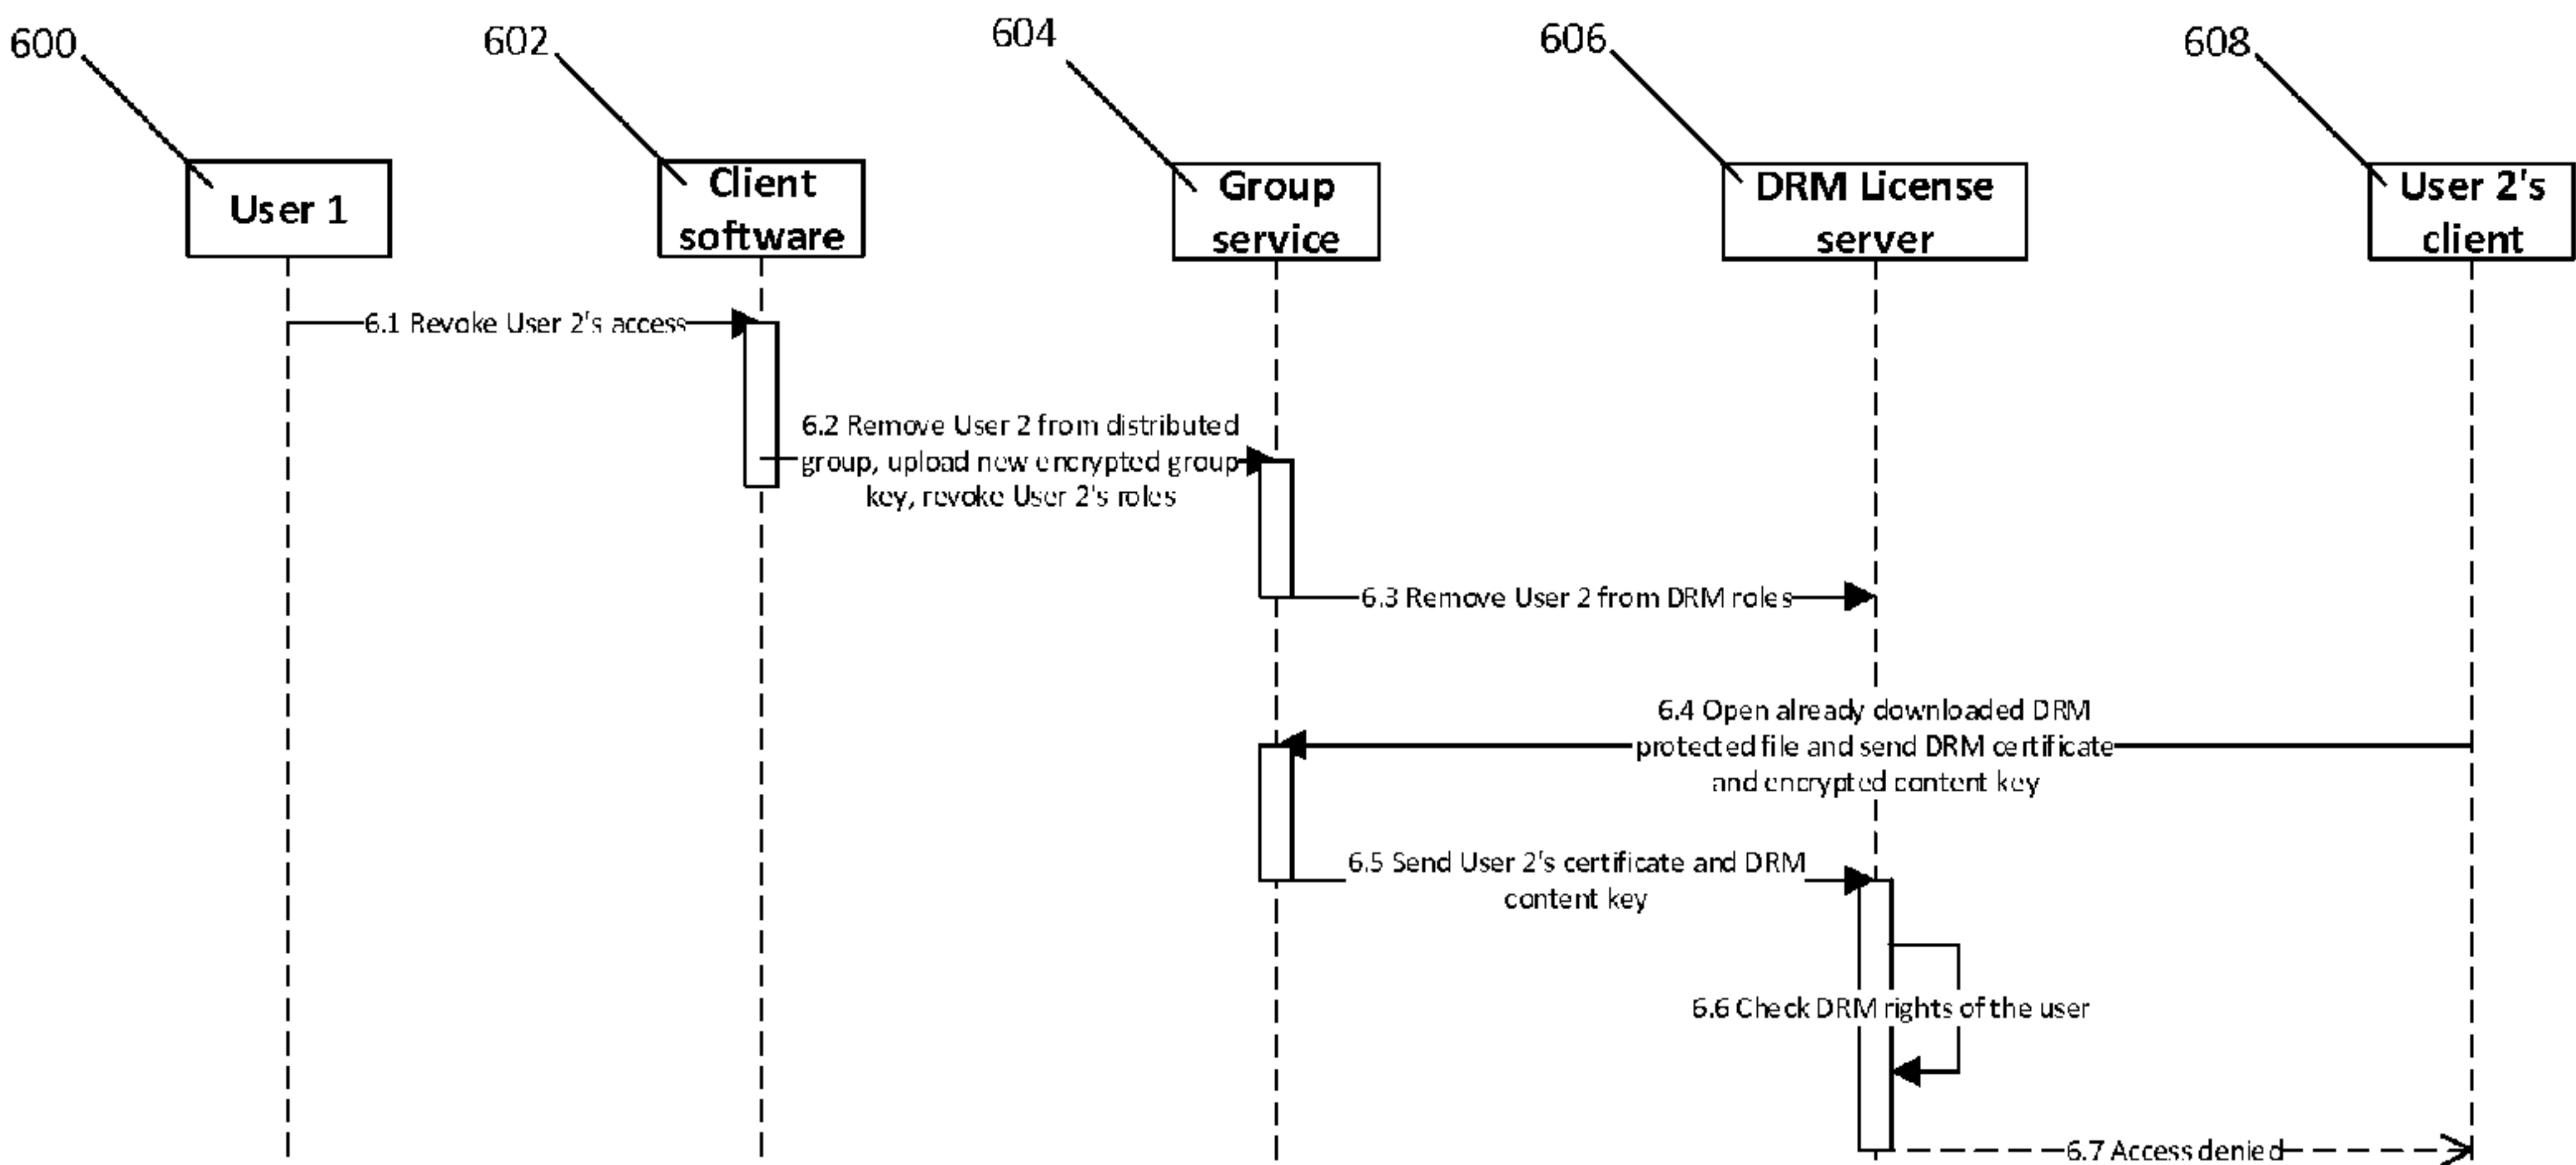 600
602
604
606
608
User 1
Client
software
Group
service
DRM License
server
User 2's
client
6.1 Revoke User 2's access
6.2 Remove User 2 from distributed
group, upload new encrypted group
key, revoke User 2's roles
6.3 Remove User 2 from DRM roles
6.4 Open already downloaded DRM
protected file and send DRM certificate
and encrypted content key
6.5 Send User 2's certificate and DRM
content key
6.6 Check DRM rights of the user
6.7 Access denied